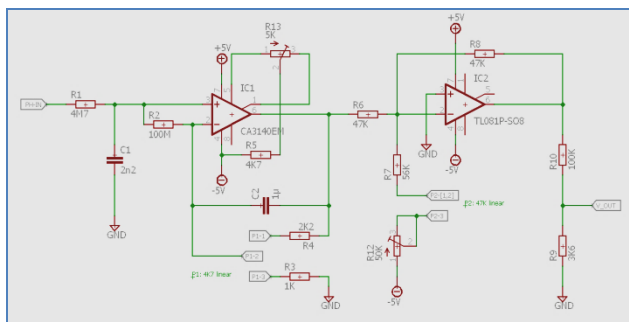 +5V
R13
5K
+5V
R8
47K
IC1
IC2
PH-IN
R1
4M7
R2
100M
CA3140EM
R6
47K
TL081P-SO8
R5
4K7
GND
-5V
-5V
R7
56K
R10
100K
C1
2n2
C2
1µ
P2-[1,2]
P2: 47K linear
V_OUT
GND
P1-1
2K2
R4
P2-3
P1-2
R12
50K
R9
3K6
P1: 4K7 linear
P1-3
R3
1K
GND
-5V
GND